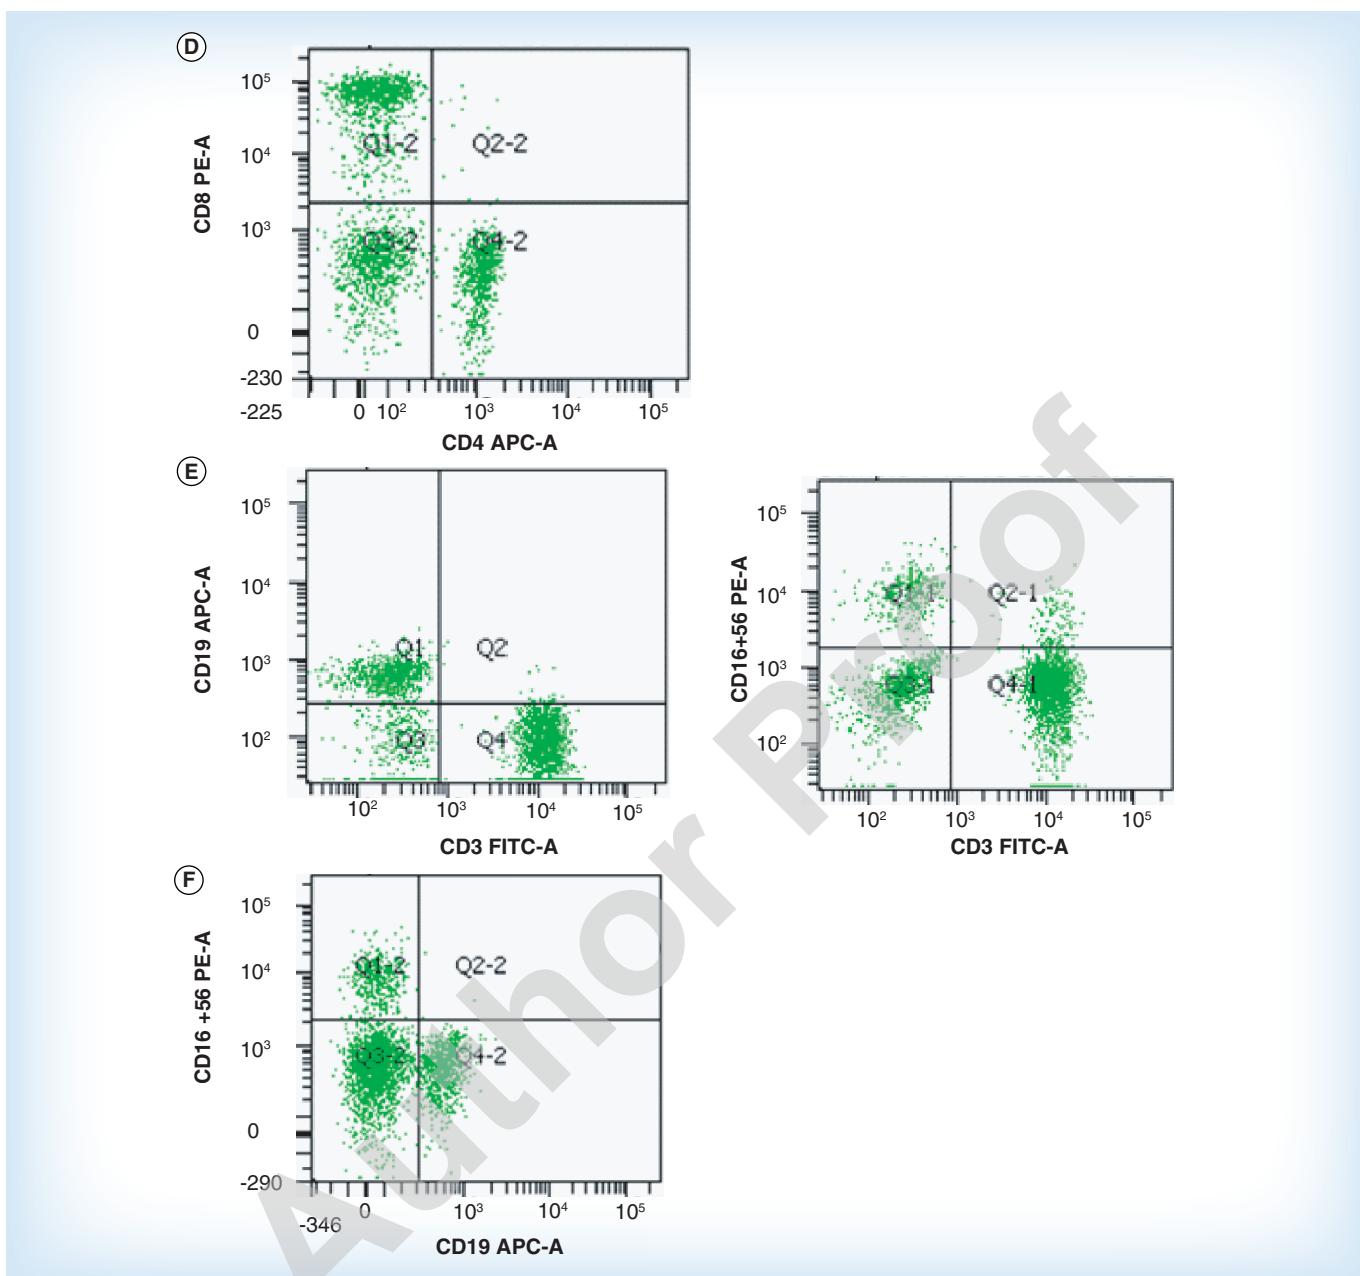 D
CD8 PE-A
10⁵
10⁴
10³
0
-230
-225
Q1-2
Q2-2
Q3-2
Q4-2
0 10² 10³ 10⁴ 10⁵
CD4 APC-A
E
CD19 APC-A
10⁵
10⁴
10³
10²
Q1
Q2
Q3
Q4
10² 10³ 10⁴ 10⁵
CD3 FITC-A
CD16+56 PE-A
10⁵
10⁴
10³
10²
Q1-1
Q2-1
Q3-1
Q4-1
10² 10³ 10⁴ 10⁵
CD3 FITC-A
F
CD16 +56 PE-A
10⁵
10⁴
10³
0
-290
-346
Q1-2
Q2-2
Q3-2
Q4-2
0 10³ 10⁴ 10⁵
CD19 APC-A
Author Proof